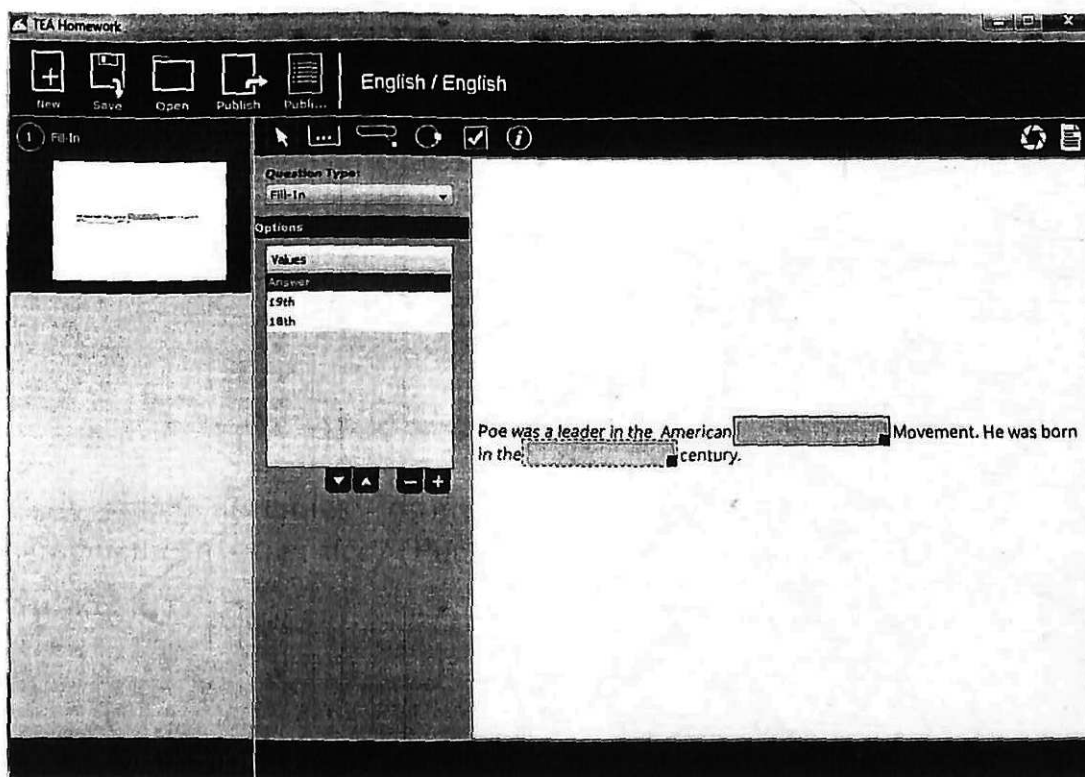 TEA Homework
New Save Open Publish Publi...
English / English
1 Fill-In
Question Type:
Fill-In
Options
Values
Answer
19th
18th
Poe was a leader in the American Movement. He was born
in the century.